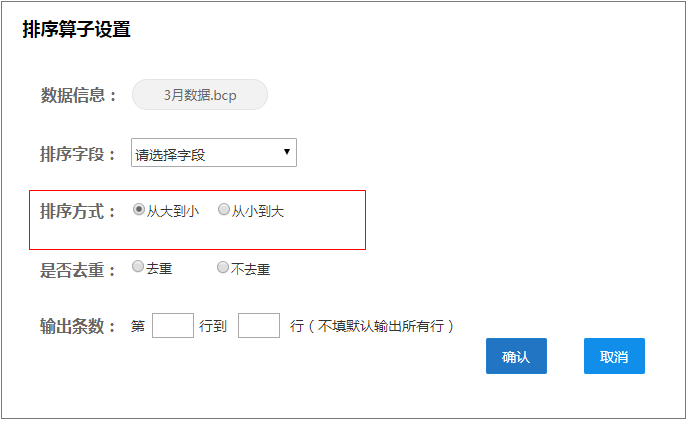 排序算子设置
数据信息： 3月数据.bcp
排序字段： 请选择字段
排序方式： 从大到小 从小到大
是否去重： 去重 不去重
输出条数： 第 行到 行（不填默认输出所有行）
确认 取消